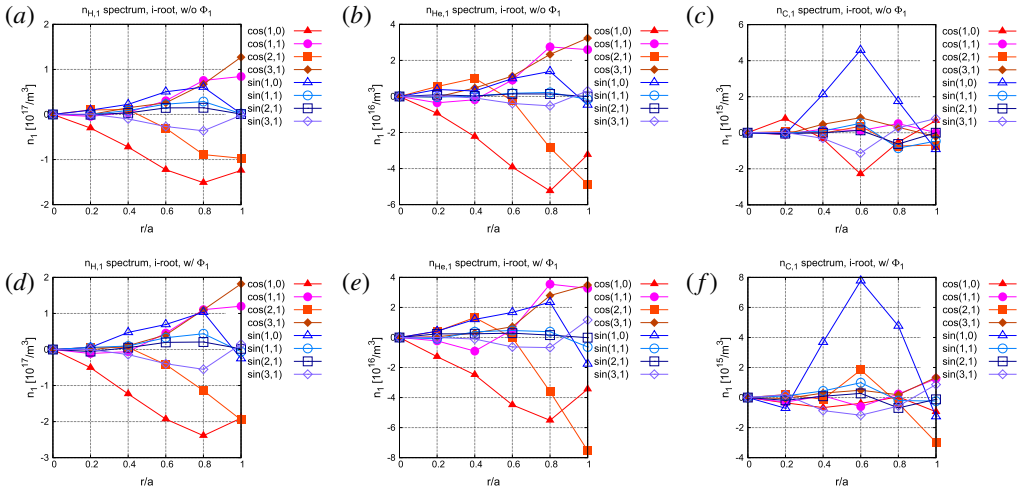 (a)
n_H,1 spectrum, i-root, w/o Φ_1
n_1 [10^17/m^3]
2
1
0
-1
-2
0 0.2 0.4 0.6 0.8 1
r/a
cos(1,0)
cos(1,1)
cos(2,1)
cos(3,1)
sin(1,0)
sin(1,1)
sin(2,1)
sin(3,1)
(b)
n_He,1 spectrum, i-root, w/o Φ_1
n_1 [10^16/m^3]
4
2
0
-2
-4
-6
0 0.2 0.4 0.6 0.8 1
r/a
cos(1,0)
cos(1,1)
cos(2,1)
cos(3,1)
sin(1,0)
sin(1,1)
sin(2,1)
sin(3,1)
(c)
n_C,1 spectrum, i-root, w/o Φ_1
n_1 [10^15/m^3]
6
4
2
0
-2
-4
0 0.2 0.4 0.6 0.8 1
r/a
cos(1,0)
cos(1,1)
cos(2,1)
cos(3,1)
sin(1,0)
sin(1,1)
sin(2,1)
sin(3,1)
(d)
n_H,1 spectrum, i-root, w/ Φ_1
n_1 [10^17/m^3]
2
1
0
-1
-2
-3
0 0.2 0.4 0.6 0.8 1
r/a
cos(1,0)
cos(1,1)
cos(2,1)
cos(3,1)
sin(1,0)
sin(1,1)
sin(2,1)
sin(3,1)
(e)
n_He,1 spectrum, i-root, w/ Φ_1
n_1 [10^16/m^3]
4
2
0
-2
-4
-6
-8
0 0.2 0.4 0.6 0.8 1
r/a
cos(1,0)
cos(1,1)
cos(2,1)
cos(3,1)
sin(1,0)
sin(1,1)
sin(2,1)
sin(3,1)
(f)
n_C,1 spectrum, i-root, w/ Φ_1
n_1 [10^15/m^3]
8
6
4
2
0
-2
-4
0 0.2 0.4 0.6 0.8 1
r/a
cos(1,0)
cos(1,1)
cos(2,1)
cos(3,1)
sin(1,0)
sin(1,1)
sin(2,1)
sin(3,1)